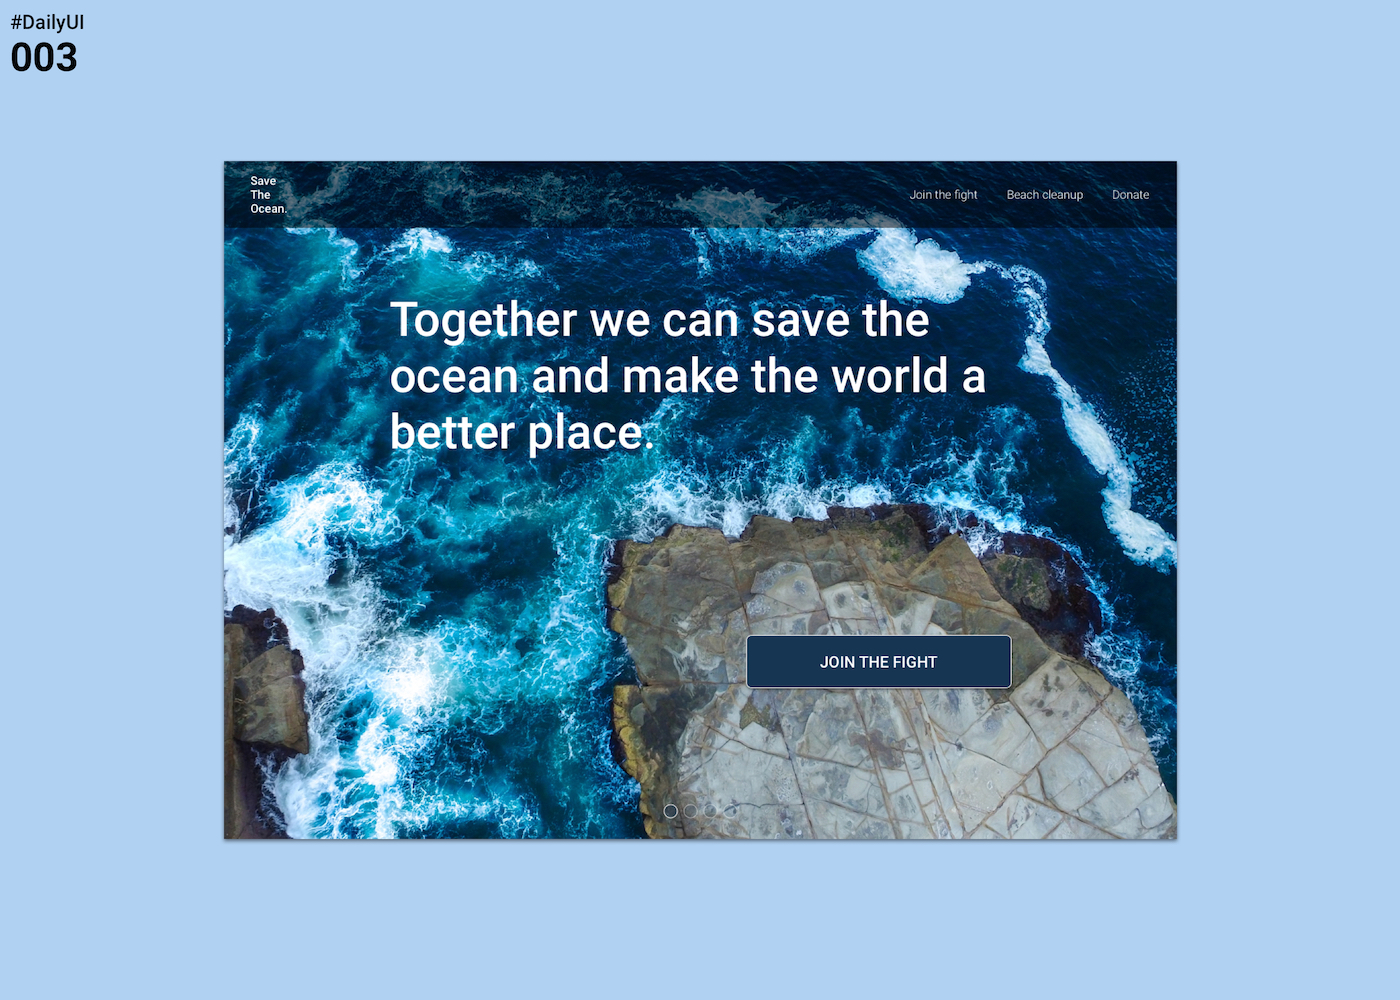 #DailyUI
003
Save
The
Ocean.
Join the fight
Beach cleanup
Donate
Together we can save the
ocean and make the world a
better place.
JOIN THE FIGHT